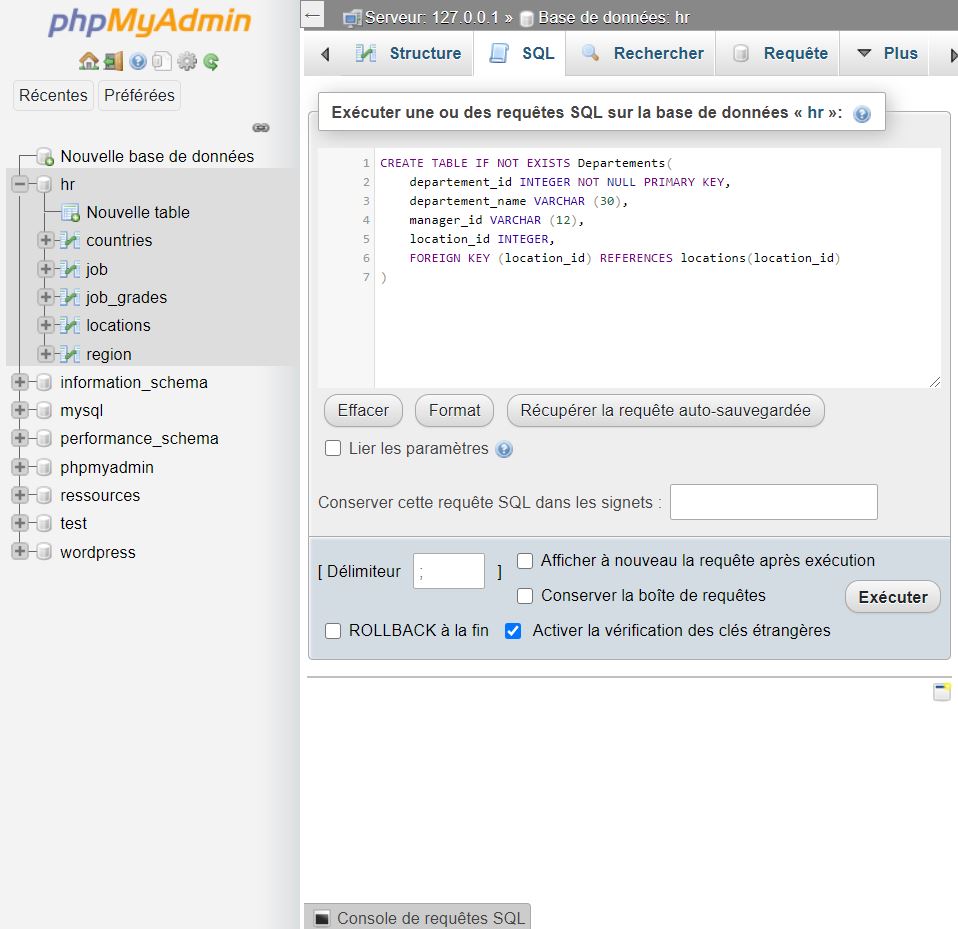 phpMyAdmin
Récentes
Préférées
Nouvelle base de données
hr
Nouvelle table
countries
job
job_grades
locations
region
information_schema
mysql
performance_schema
phpmyadmin
ressources
test
wordpress
Serveur: 127.0.0.1 » Base de données: hr
Structure
SQL
Rechercher
Requête
Plus
Exécuter une ou des requêtes SQL sur la base de données « hr »:
1 CREATE TABLE IF NOT EXISTS Departements(
2 departement_id INTEGER NOT NULL PRIMARY KEY,
3 departement_name VARCHAR (30),
4 manager_id VARCHAR (12),
5 location_id INTEGER,
6 FOREIGN KEY (location_id) REFERENCES locations(location_id)
7 )
Effacer
Format
Récupérer la requête auto-sauvegardée
Lier les paramètres
Conserver cette requête SQL dans les signets :
[ Délimiteur ; ]
Afficher à nouveau la requête après exécution
Conserver la boîte de requêtes
Exécuter
ROLLBACK à la fin
Activer la vérification des clés étrangères
Console de requêtes SQL